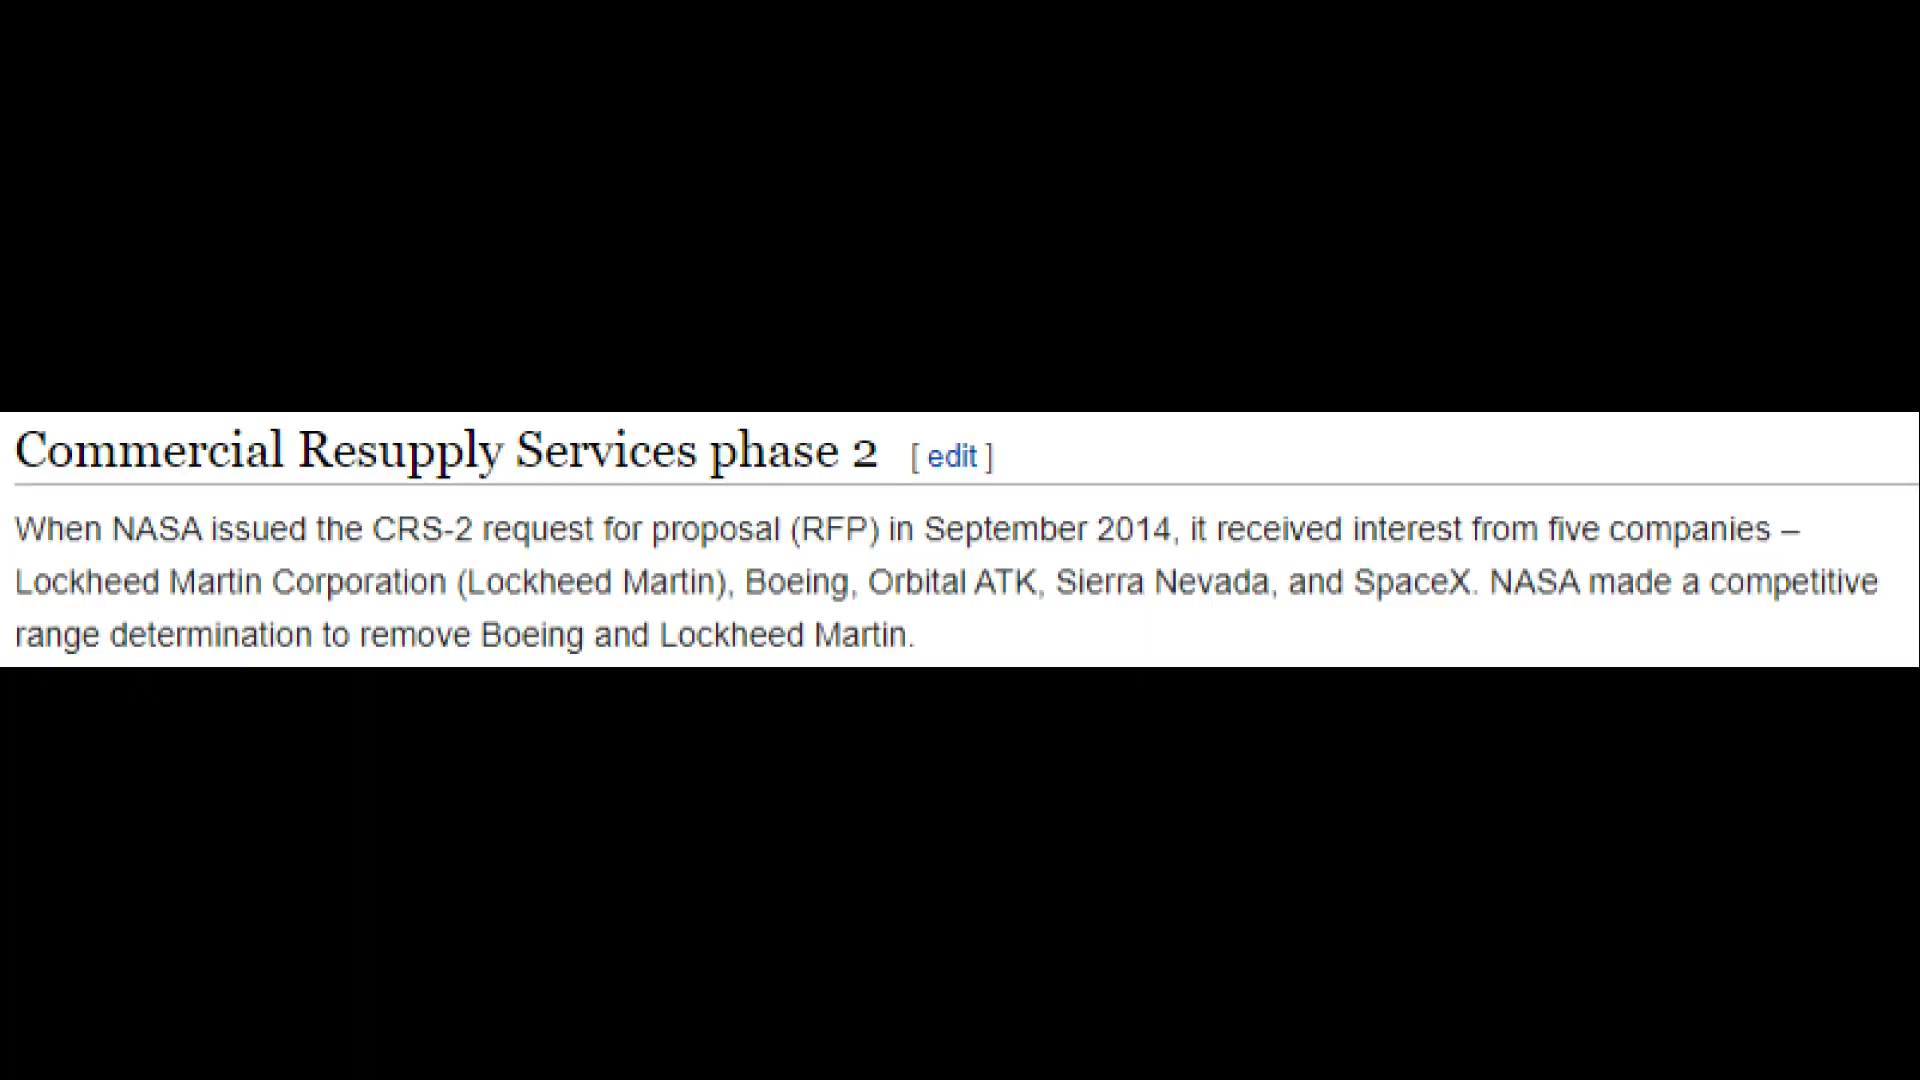 Commercial Resupply Services phase 2 [ edit ]
When NASA issued the CRS-2 request for proposal (RFP) in September 2014, it received interest from five companies –
Lockheed Martin Corporation (Lockheed Martin), Boeing, Orbital ATK, Sierra Nevada, and SpaceX. NASA made a competitive
range determination to remove Boeing and Lockheed Martin.